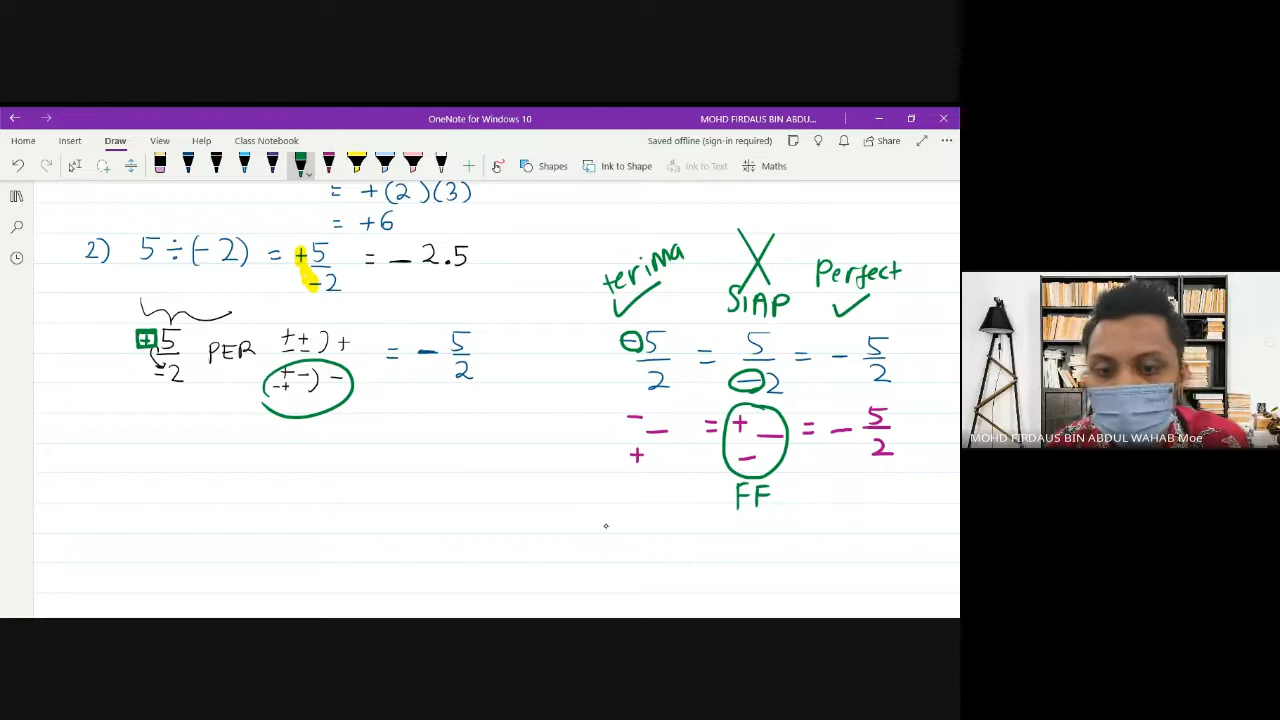 OneNote for Windows 10
MOHD FIRDAUS BIN ABDU...
Home Insert Draw View Help Class Notebook
Saved offline (sign-in required)
Share
Shapes Ink to Shape Ink to Text Maths
= +(2)(3)
= +6
2) 5 ÷ (-2) = +5/-2 = -2.5
+5/-2 PER ++/-- ) + = -5/2
+-/-+ ) -
terima X Perfect
✓ SIAP ✓
-5/2 = 5/-2 = -5/2
-/+ - = +/- - = -5/2
FF
MOHD FIRDAUS BIN ABDUL WAHAB Moe